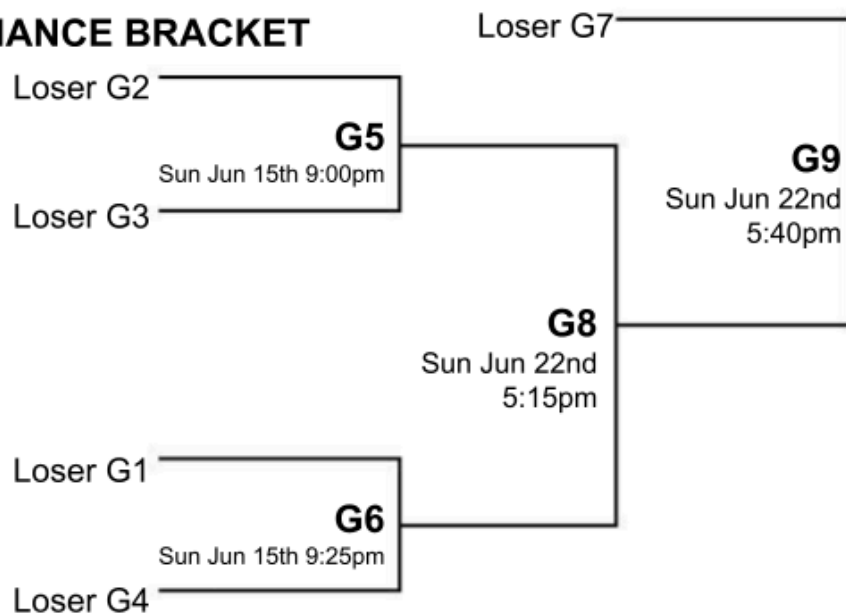 HANCE BRACKET
Loser G7
Loser G2
G5
Sun Jun 15th 9:00pm
Loser G3
G9
Sun Jun 22nd
5:40pm
G8
Sun Jun 22nd
5:15pm
Loser G1
G6
Sun Jun 15th 9:25pm
Loser G4